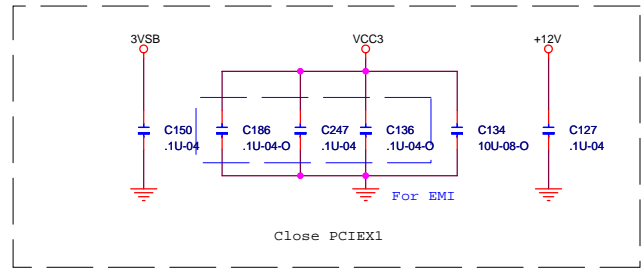 3VSB VCC3 +12V
C150 C186 C247 C136 C134 C127
.1U-04 .1U-04-O .1U-04 .1U-04-O 10U-08-O .1U-04
For EMI
Close PCIEX1